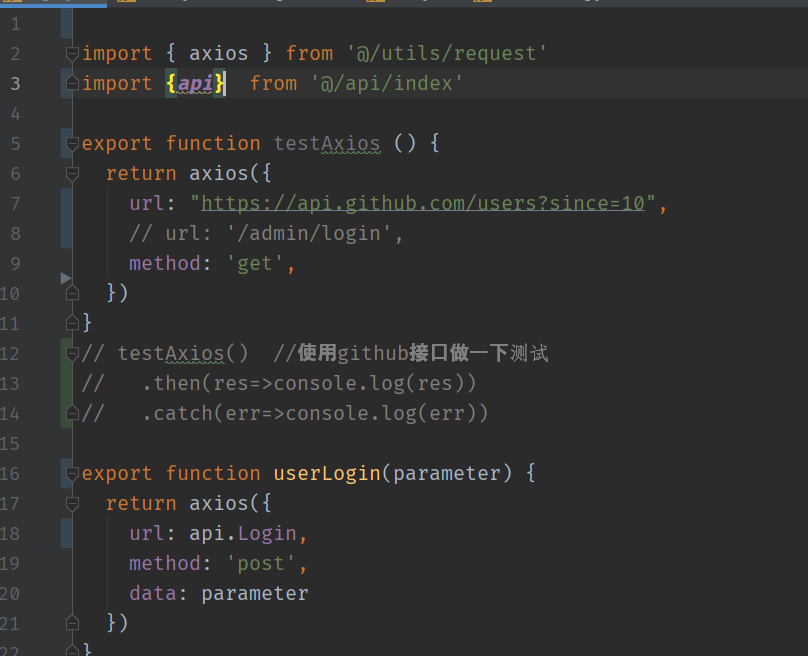 1
2 import { axios } from '@/utils/request'
3 import {api}  from '@/api/index'
4
5 export function testAxios () {
6   return axios({
7     url: "https://api.github.com/users?since=10",
8     // url: '/admin/login',
9     method: 'get',
10   })
11 }
12 // testAxios()  //使用github接口做一下测试
13 //   .then(res=>console.log(res))
14 //   .catch(err=>console.log(err))
15
16 export function userLogin(parameter) {
17   return axios({
18     url: api.Login,
19     method: 'post',
20     data: parameter
21   })
22 }